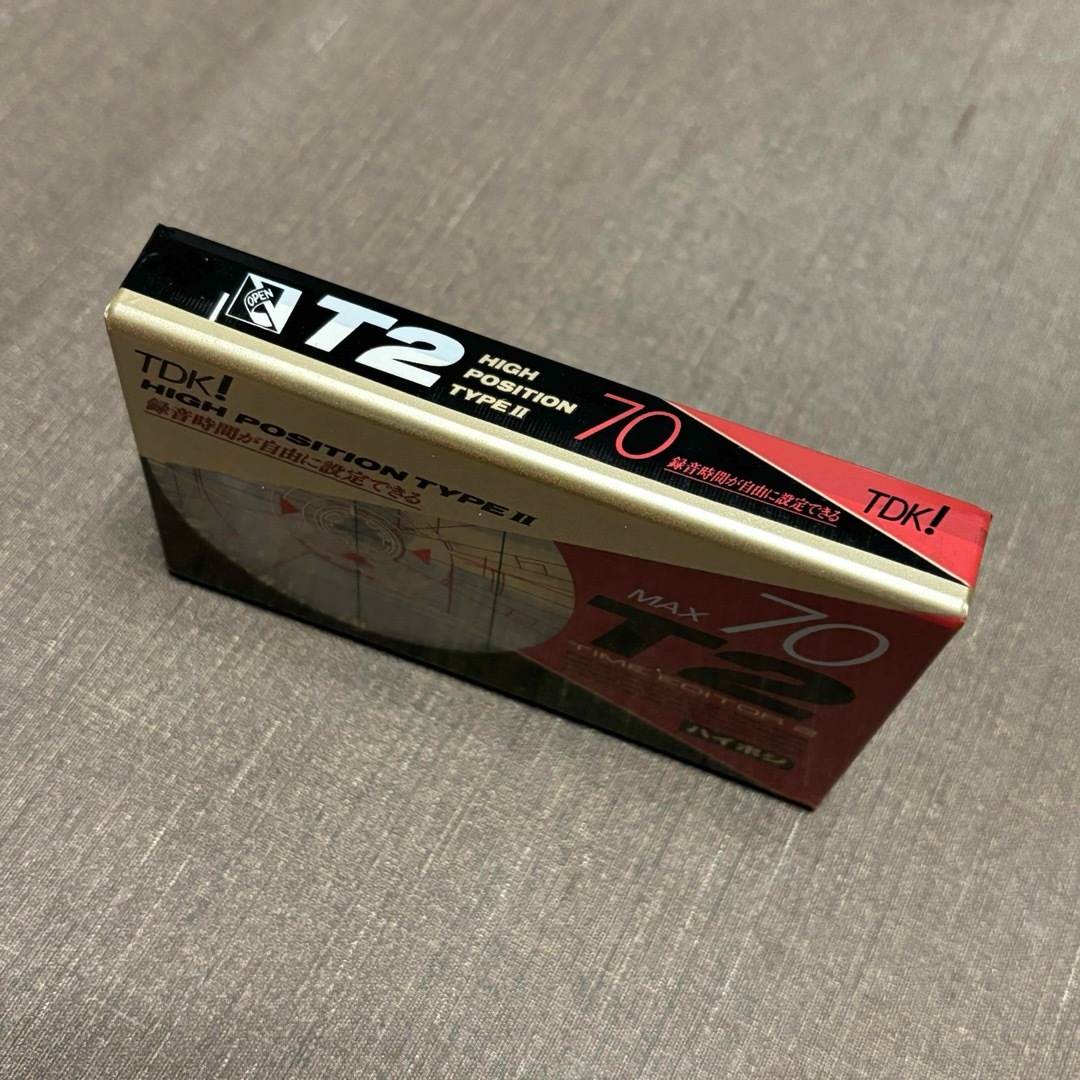 OPEN
T2
HIGH
POSITION
TYPE II
70
録音時間が自由に設定できる
TDK!
TDK!
HIGH POSITION TYPE II
録音時間が自由に設定できる
MAX 70
T2
TIME EDITOR 2
ハイポジ